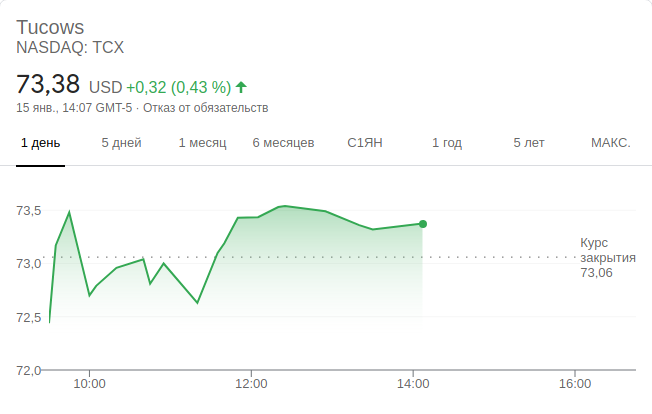 Tucows
NASDAQ: TCX
73,38 USD +0,32 (0,43 %)
15 янв., 14:07 GMT-5 · Отказ от обязательств
1 день 5 дней 1 месяц 6 месяцев С1ЯН 1 год 5 лет МАКС.
73,5
73,0
72,5
72,0
Курс
закрытия
73,06
10:00 12:00 14:00 16:00